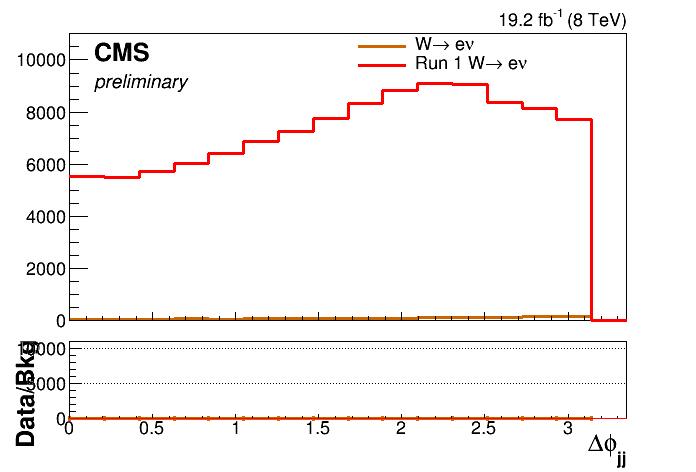 19.2 fb-1 (8 TeV)
CMS
preliminary
W→ eν
Run 1 W→ eν
10000
8000
6000
4000
2000
0
Data/Bkg
10000
5000
0
0 0.5 1 1.5 2 2.5 3
Δϕjj